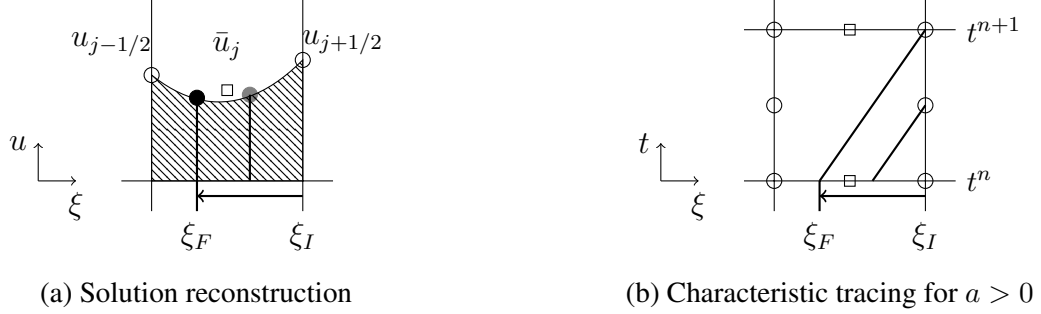 u_{j-1/2} ū_j u_{j+1/2}
u
ξ
ξ_F ξ_I
(a) Solution reconstruction
t^{n+1}
t
t^n
ξ
ξ_F ξ_I
(b) Characteristic tracing for a > 0